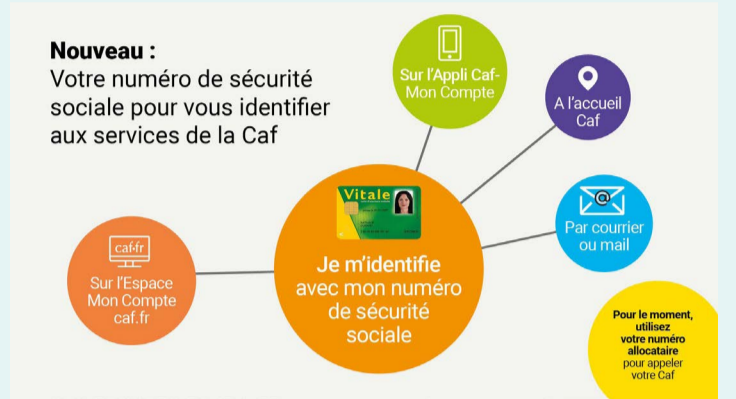 Nouveau :
Votre numéro de sécurité
sociale pour vous identifier
aux services de la Caf
Sur l'Appli Caf-
Mon Compte
A l'accueil
Caf
Vitale
Je m'identifie
avec mon numéro
de sécurité
sociale
@
Par courrier
ou mail
caf•fr
Sur l'Espace
Mon Compte
caf.fr
Pour le moment,
utilisez
votre numéro
allocataire
pour appeler
votre Caf